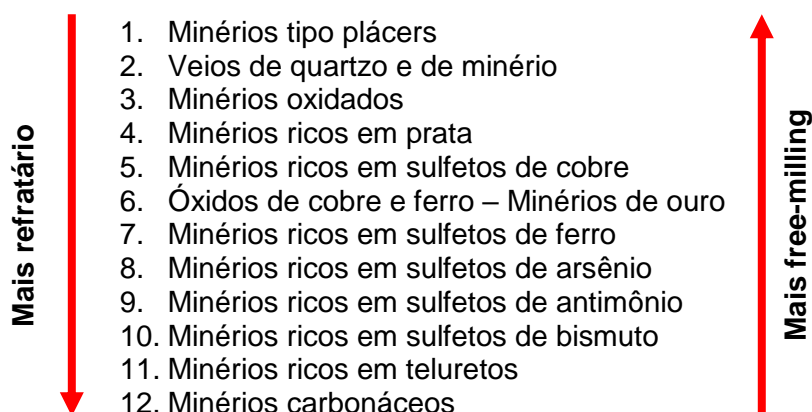 Mais refratário
1. Minérios tipo plácers
2. Veios de quartzo e de minério
3. Minérios oxidados
4. Minérios ricos em prata
5. Minérios ricos em sulfetos de cobre
6. Óxidos de cobre e ferro – Minérios de ouro
7. Minérios ricos em sulfetos de ferro
8. Minérios ricos em sulfetos de arsênio
9. Minérios ricos em sulfetos de antimônio
10. Minérios ricos em sulfetos de bismuto
11. Minérios ricos em teluretos
12. Minérios carbonáceos
Mais free-milling